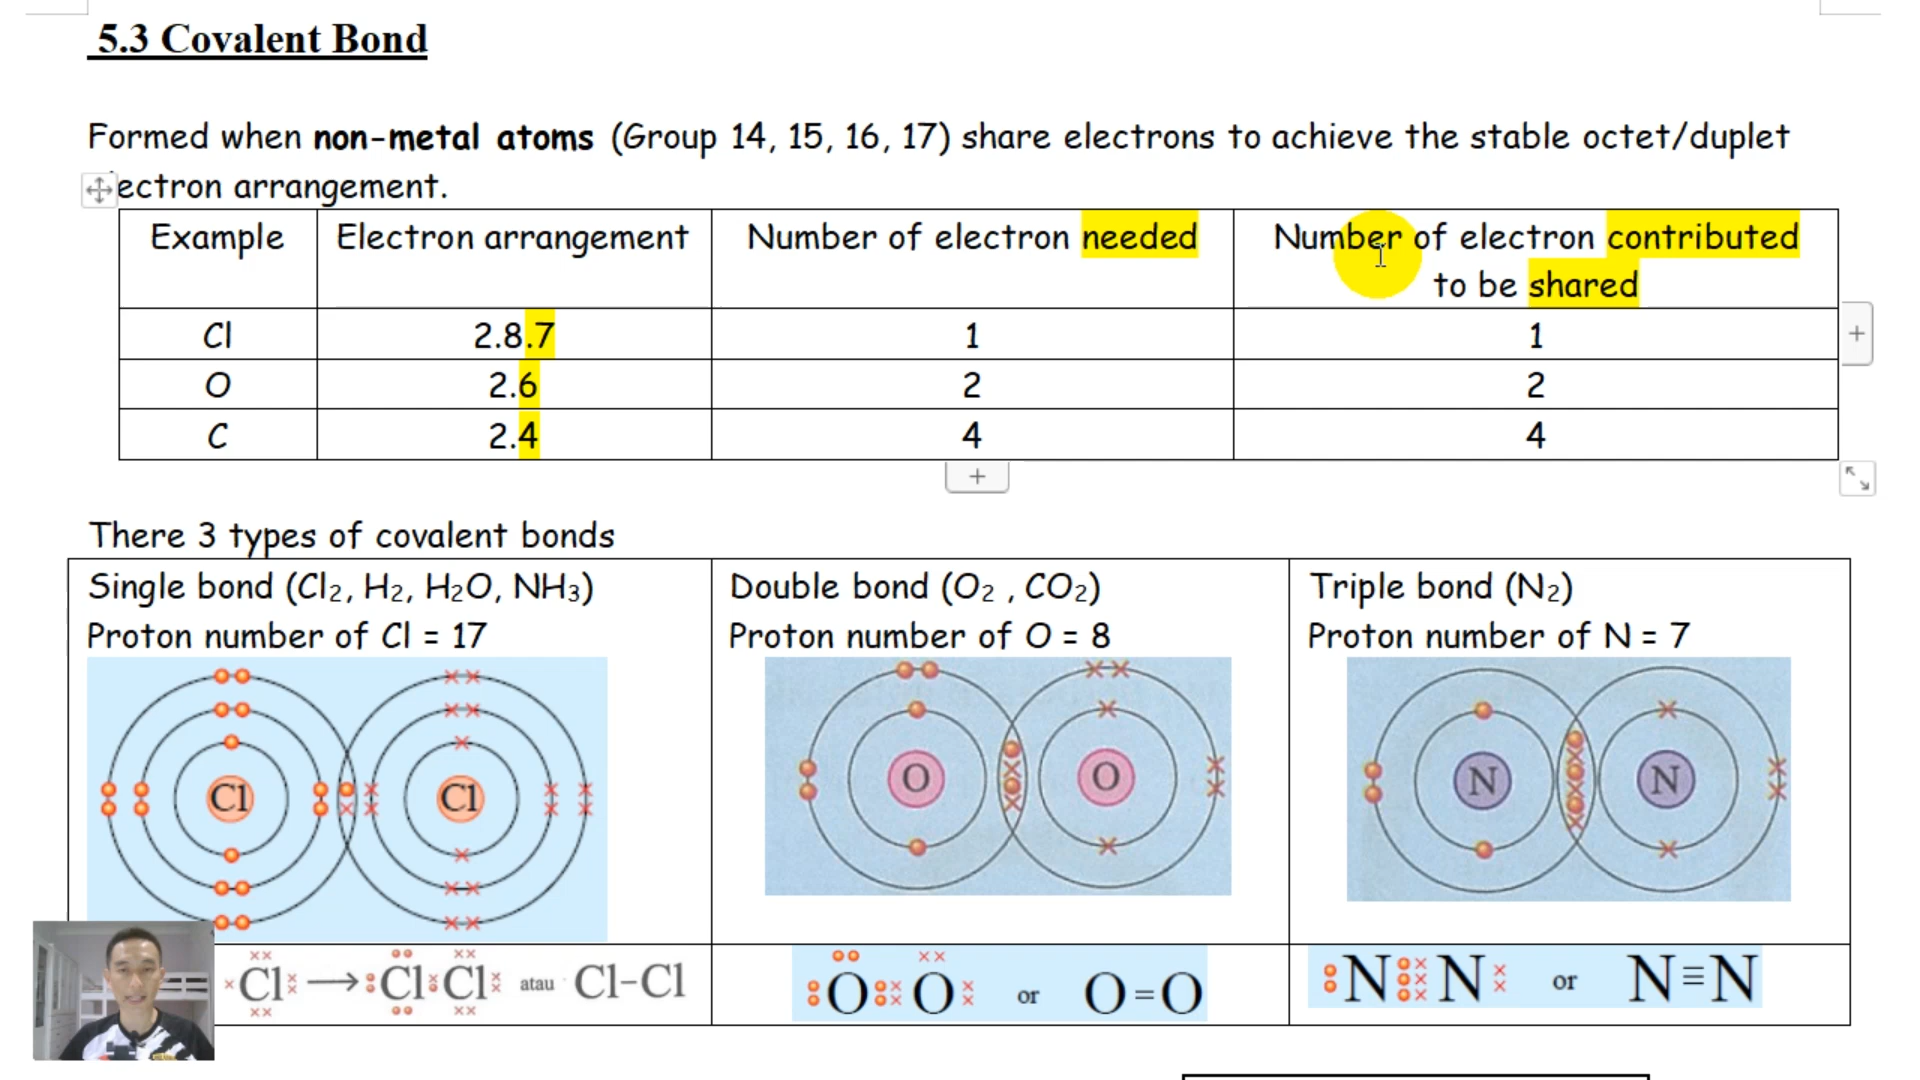 5.3 Covalent Bond
Formed when non-metal atoms (Group 14, 15, 16, 17) share electrons to achieve the stable octet/duplet
ectron arrangement.
Example Electron arrangement Number of electron needed Number of electron contributed
to be shared
Cl 2.8.7 1 1
O 2.6 2 2
C 2.4 4 4
There 3 types of covalent bonds
Single bond (Cl₂, H₂, H₂O, NH₃) Double bond (O₂ , CO₂) Triple bond (N₂)
Proton number of Cl = 17 Proton number of O = 8 Proton number of N = 7
Cl Cl O O N N
Cl → Cl Cl atau Cl–Cl O O or O=O N N or N≡N